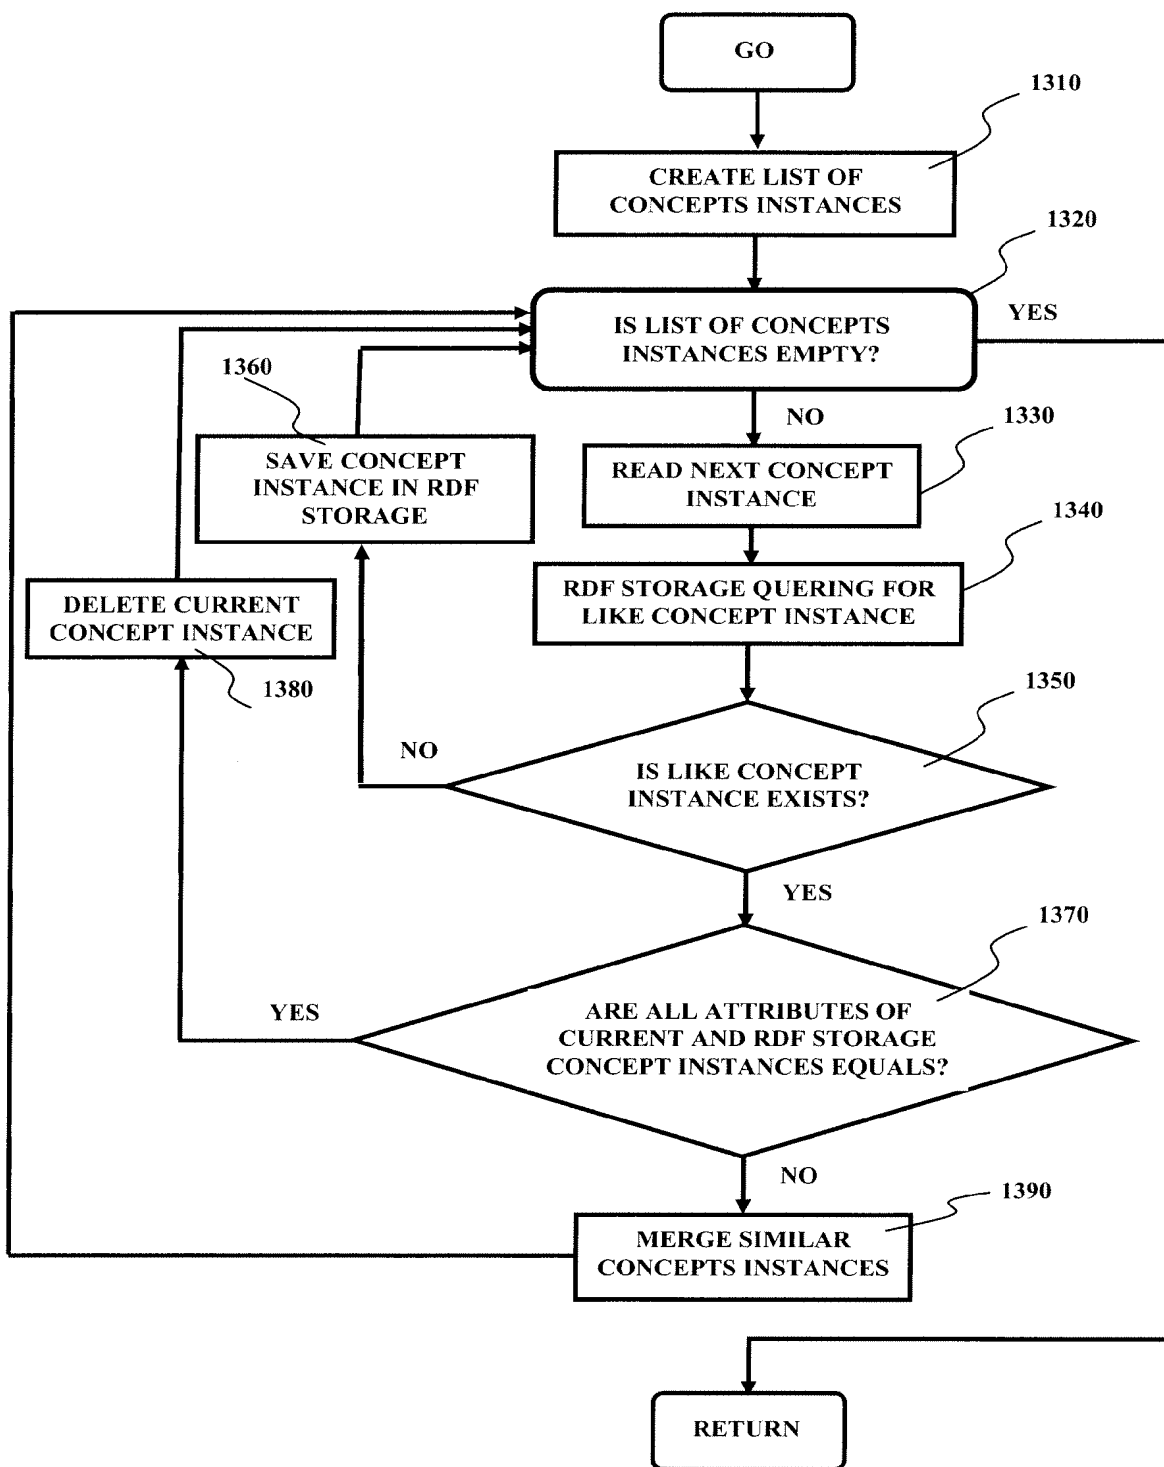 GO
1310
CREATE LIST OF
CONCEPTS INSTANCES
1320
IS LIST OF CONCEPTS
INSTANCES EMPTY?
YES
1360
NO
1330
SAVE CONCEPT
INSTANCE IN RDF
STORAGE
READ NEXT CONCEPT
INSTANCE
1340
RDF STORAGE QUERING FOR
LIKE CONCEPT INSTANCE
DELETE CURRENT
CONCEPT INSTANCE
1380
1350
NO
IS LIKE CONCEPT
INSTANCE EXISTS?
YES
1370
YES
ARE ALL ATTRIBUTES OF
CURRENT AND RDF STORAGE
CONCEPT INSTANCES EQUALS?
NO
1390
MERGE SIMILAR
CONCEPTS INSTANCES
RETURN